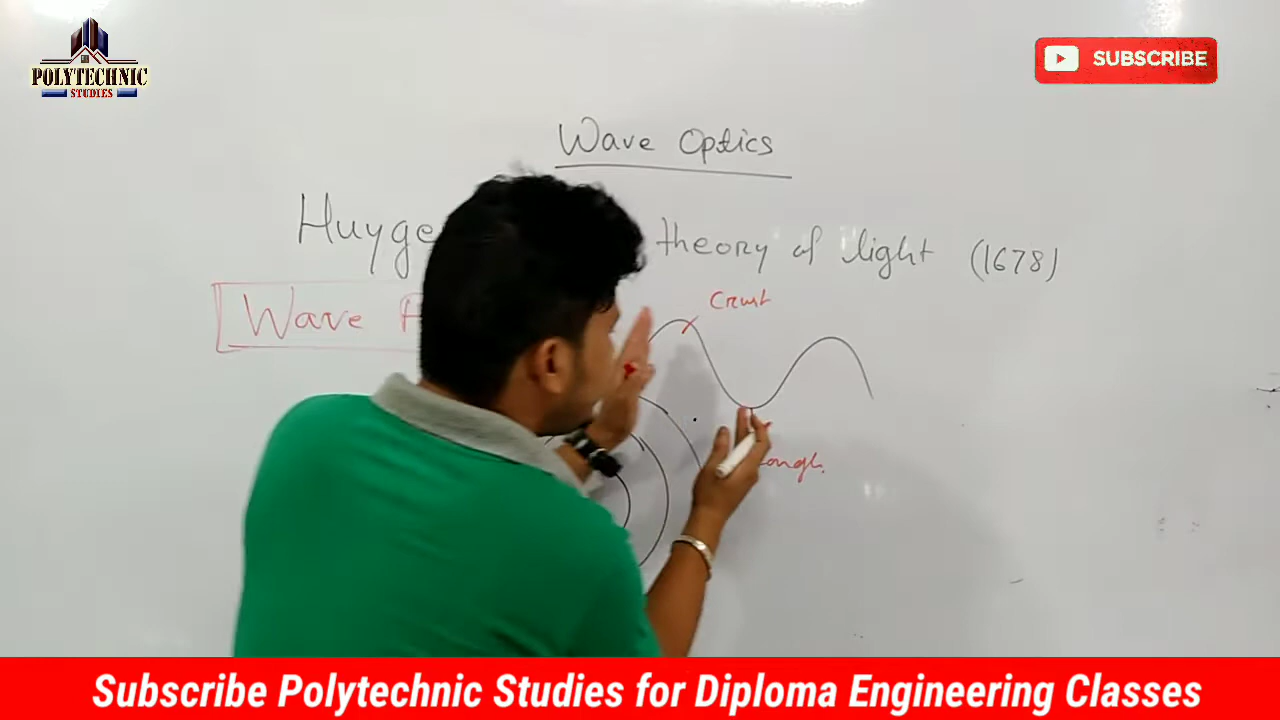 POLYTECHNIC
STUDIES
SUBSCRIBE
Wave Optics
Huyge theory of light (1678)
Wave
Crust
Subscribe Polytechnic Studies for Diploma Engineering Classes